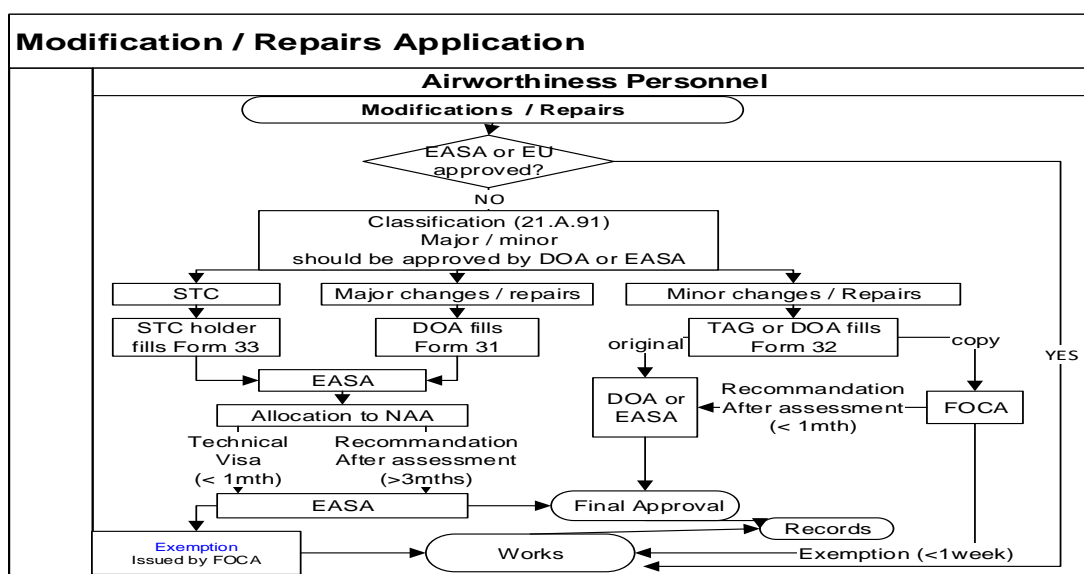 Modification / Repairs Application
Airworthiness Personnel
Modifications / Repairs
EASA or EU
approved?
NO
Classification (21.A.91)
Major / minor
should be approved by DOA or EASA
STC
Major changes / repairs
Minor changes / Repairs
STC holder
fills Form 33
DOA fills
Form 31
TAG or DOA fills
Form 32
original
copy
YES
EASA
DOA or
EASA
Recommandation
After assessment
(< 1mth)
FOCA
Allocation to NAA
Technical
Visa
(< 1mth)
Recommandation
After assessment
(>3mths)
EASA
Final Approval
Records
Exemption
Issued by FOCA
Works
Exemption (<1week)